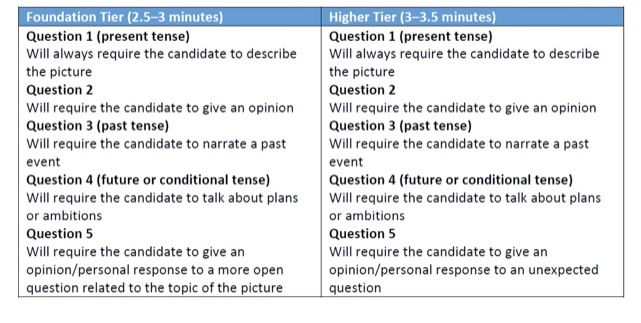 Foundation Tier (2.5–3 minutes)
Question 1 (present tense)
Will always require the candidate to describe
the picture
Question 2
Will require the candidate to give an opinion
Question 3 (past tense)
Will require the candidate to narrate a past
event
Question 4 (future or conditional tense)
Will require the candidate to talk about plans
or ambitions
Question 5
Will require the candidate to give an
opinion/personal response to a more open
question related to the topic of the picture
Higher Tier (3–3.5 minutes)
Question 1 (present tense)
Will always require the candidate to describe
the picture
Question 2
Will require the candidate to give an opinion
Question 3 (past tense)
Will require the candidate to narrate a past
event
Question 4 (future or conditional tense)
Will require the candidate to talk about plans
or ambitions
Question 5
Will require the candidate to give an
opinion/personal response to an unexpected
question